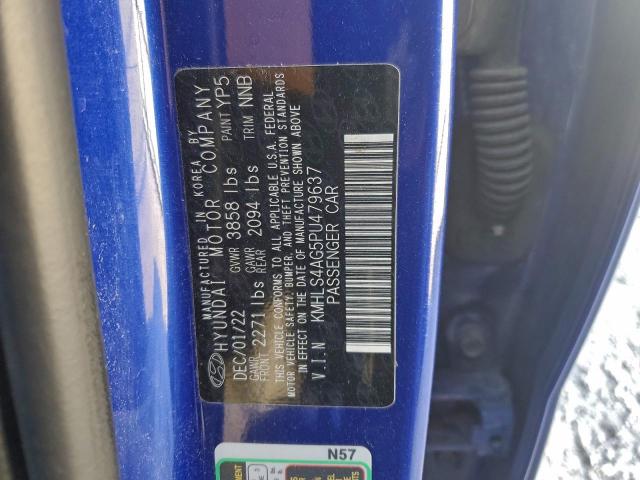 MANUFACTURED IN KOREA BY
HYUNDAI MOTOR COMPANY
DEC/01/22 GVWR 3858 lbs PAINT YP5
GAWR FRONT 2271 lbs GAWR REAR 2094 lbs TRIM NNB
THIS VEHICLE CONFORMS TO ALL APPLICABLE U.S.A. FEDERAL
MOTOR VEHICLE SAFETY, BUMPER, AND THEFT PREVENTION STANDARDS
IN EFFECT ON THE DATE OF MANUFACTURE SHOWN ABOVE
V.I.N KMHLS4AG5PU479637
PASSENGER CAR
N57